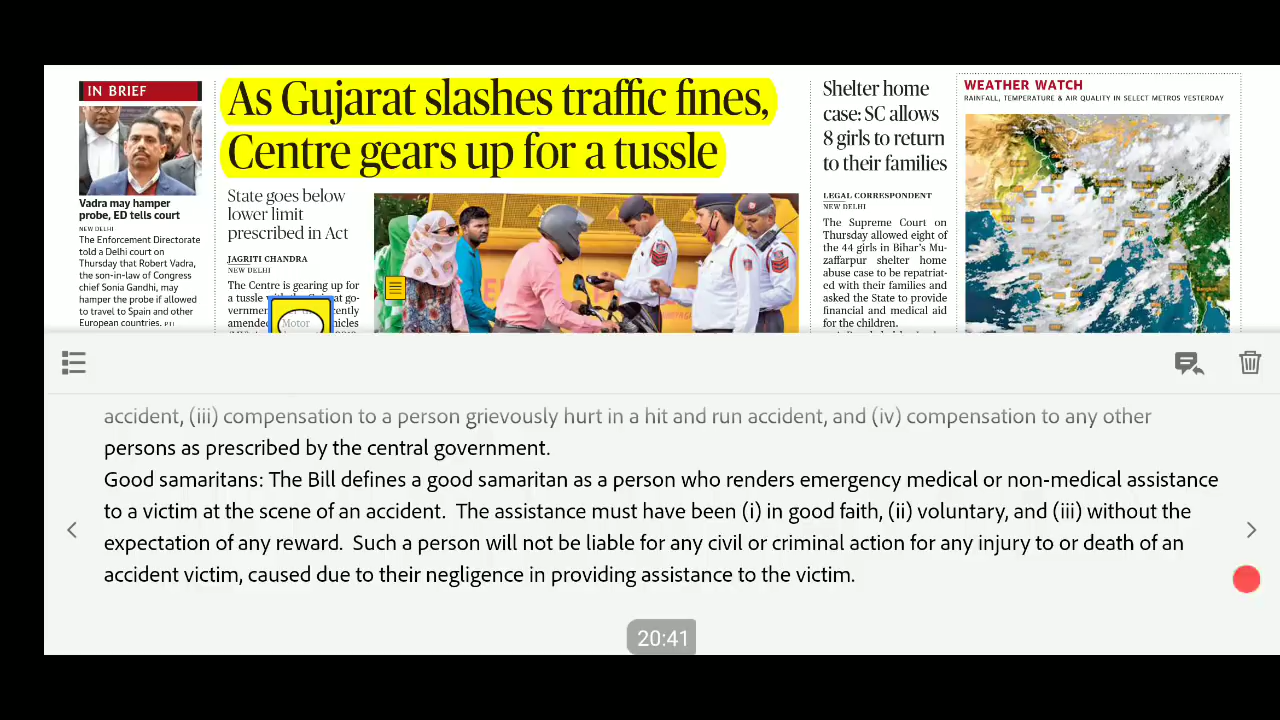 IN BRIEF
Vadra may hamper
probe, ED tells court
NEW DELHI
The Enforcement Directorate
told a Delhi court on
Thursday that Robert Vadra,
the son-in-law of Congress
chief Sonia Gandhi, may
hamper the probe if allowed
to travel to Spain and other
European countries. PTI
As Gujarat slashes traffic fines,
Centre gears up for a tussle
State goes below
lower limit
prescribed in Act
JAGRITI CHANDRA
NEW DELHI
The Centre is gearing up for
a tussle
Motor
Shelter home
case: SC allows
8 girls to return
to their families
LEGAL CORRESPONDENT
NEW DELHI
The Supreme Court on
Thursday allowed eight of
the 44 girls in Bihar's Mu-
zaffarpur shelter home
abuse case to be repatriat-
ed with their families and
asked the State to provide
financial and medical aid
for the children.
WEATHER WATCH
RAINFALL, TEMPERATURE & AIR QUALITY IN SELECT METROS YESTERDAY
accident, (iii) compensation to a person grievously hurt in a hit and run accident, and (iv) compensation to any other
persons as prescribed by the central government.
Good samaritans: The Bill defines a good samaritan as a person who renders emergency medical or non-medical assistance
to a victim at the scene of an accident.  The assistance must have been (i) in good faith, (ii) voluntary, and (iii) without the
expectation of any reward.  Such a person will not be liable for any civil or criminal action for any injury to or death of an
accident victim, caused due to their negligence in providing assistance to the victim.
20:41